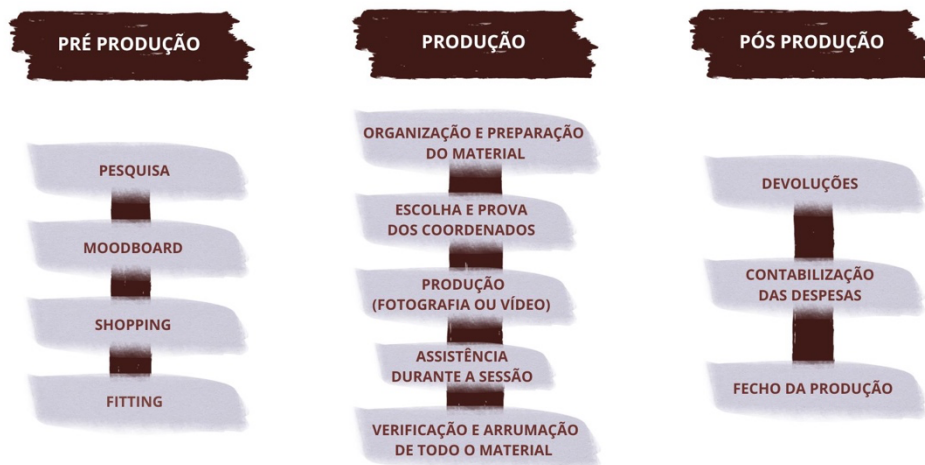 PRÉ PRODUÇÃO
PESQUISA
MOODBOARD
SHOPPING
FITTING
PRODUÇÃO
ORGANIZAÇÃO E PREPARAÇÃO
DO MATERIAL
ESCOLHA E PROVA
DOS COORDENADOS
PRODUÇÃO
(FOTOGRAFIA OU VÍDEO)
ASSISTÊNCIA
DURANTE A SESSÃO
VERIFICAÇÃO E ARRUMAÇÃO
DE TODO O MATERIAL
PÓS PRODUÇÃO
DEVOLUÇÕES
CONTABILIZAÇÃO
DAS DESPESAS
FECHO DA PRODUÇÃO